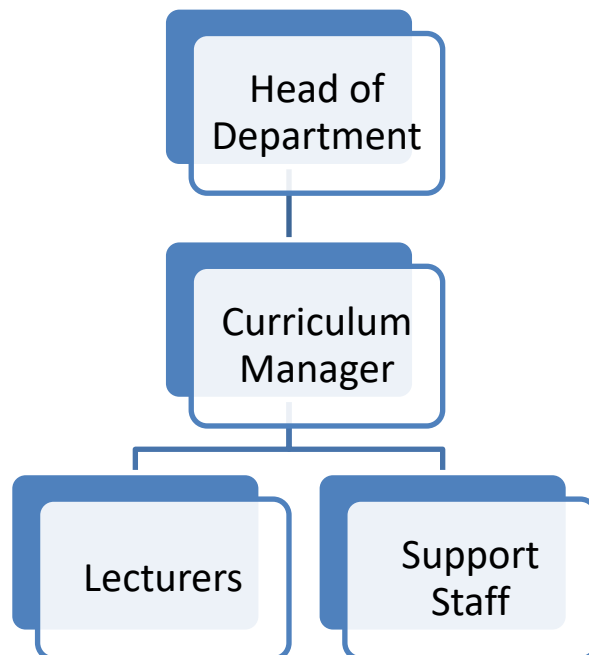 Head of
Department
Curriculum
Manager
Lecturers
Support
Staff